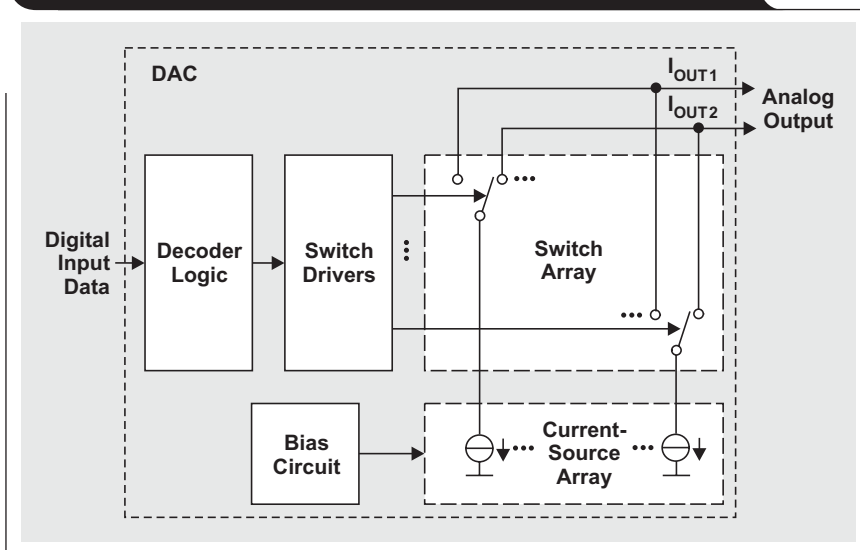 DAC
IOUT1
IOUT2
Analog
Output
Digital
Input
Data
Decoder
Logic
Switch
Drivers
Switch
Array
Bias
Circuit
Current-
Source
Array